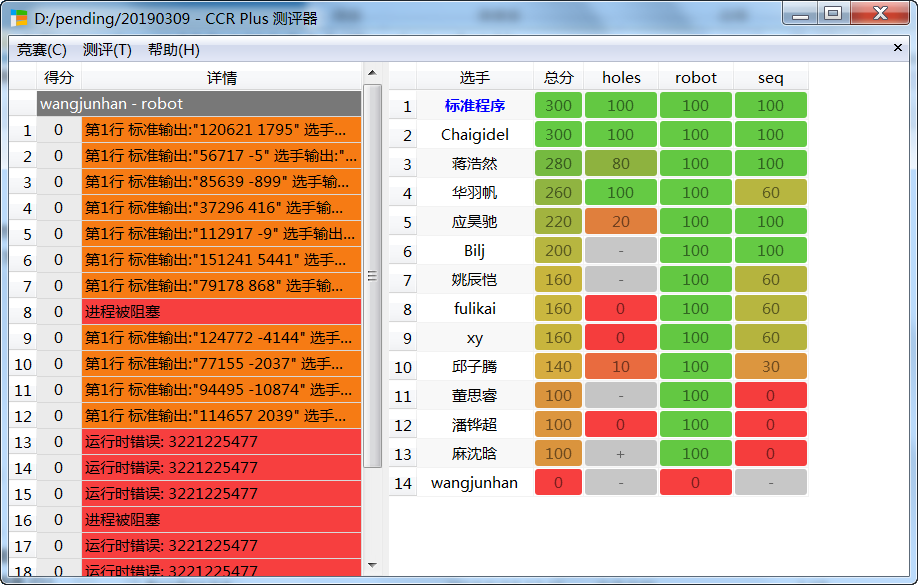 D:/pending/20190309 - CCR Plus 测评器
竞赛(C) 测评(T) 帮助(H)
得分 详情
wangjunhan - robot
1 0 第1行 标准输出:"120621 1795" 选手...
2 0 第1行 标准输出:"56717 -5" 选手输出:"...
3 0 第1行 标准输出:"85639 -899" 选手输...
4 0 第1行 标准输出:"37296 416" 选手输...
5 0 第1行 标准输出:"112917 -9" 选手输出...
6 0 第1行 标准输出:"151241 5441" 选手...
7 0 第1行 标准输出:"79178 868" 选手输...
8 0 进程被阻塞
9 0 第1行 标准输出:"124772 -4144" 选手...
10 0 第1行 标准输出:"77155 -2037" 选手...
11 0 第1行 标准输出:"94495 -10874" 选手...
12 0 第1行 标准输出:"114657 2039" 选手...
13 0 运行时错误: 3221225477
14 0 运行时错误: 3221225477
15 0 运行时错误: 3221225477
16 0 进程被阻塞
17 0 运行时错误: 3221225477
18 0 运行时错误: 3221225477
选手 总分 holes robot seq
1 标准程序 300 100 100 100
2 Chaigidel 300 100 100 100
3 蒋浩然 280 80 100 100
4 华羽帆 260 100 100 60
5 应昊驰 220 20 100 100
6 Bilj 200 - 100 100
7 姚辰恺 160 - 100 60
8 fulikai 160 0 100 60
9 xy 160 0 100 60
10 邱子腾 140 10 100 30
11 董思睿 100 - 100 0
12 潘铧超 100 0 100 0
13 麻沈晗 100 + 100 0
14 wangjunhan 0 - 0 -